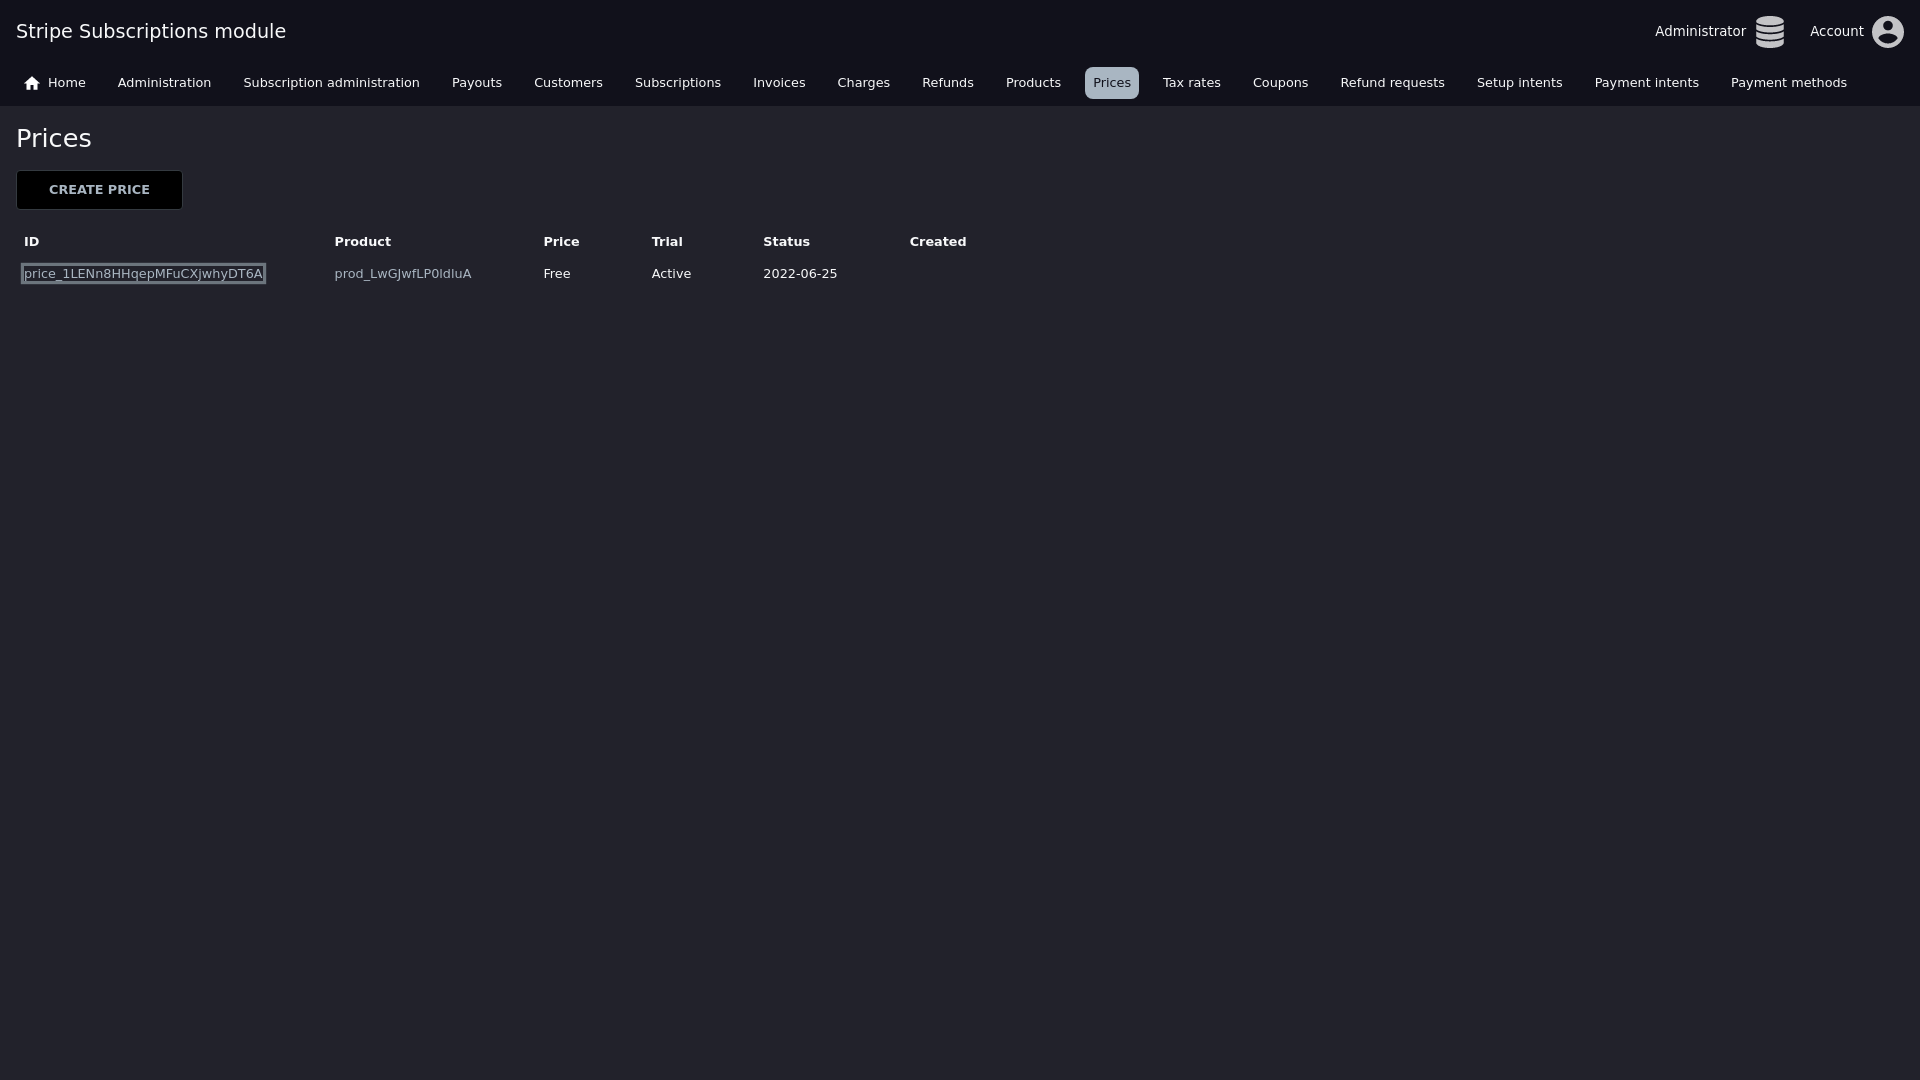 Stripe Subscriptions module
Administrator
Account
Home Administration Subscription administration Payouts Customers Subscriptions Invoices Charges Refunds Products Prices Tax rates Coupons Refund requests Setup intents Payment intents Payment methods
Prices
CREATE PRICE
ID Product Price Trial Status Created
price_1LENn8HHqepMFuCXjwhyDT6A prod_LwGJwfLP0ldluA Free Active 2022-06-25